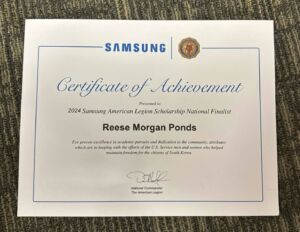 SAMSUNG
Certificate of Achievement
Presented to
2024 Samsung American Legion Scholarship National Finalist
Reese Morgan Ponds
For proven excellence in academic pursuits and dedication to the community, attributes
which are in keeping with the efforts of the U.S. Service men and women who helped
maintain freedom for the citizens of South Korea.
National Commander
The American Legion